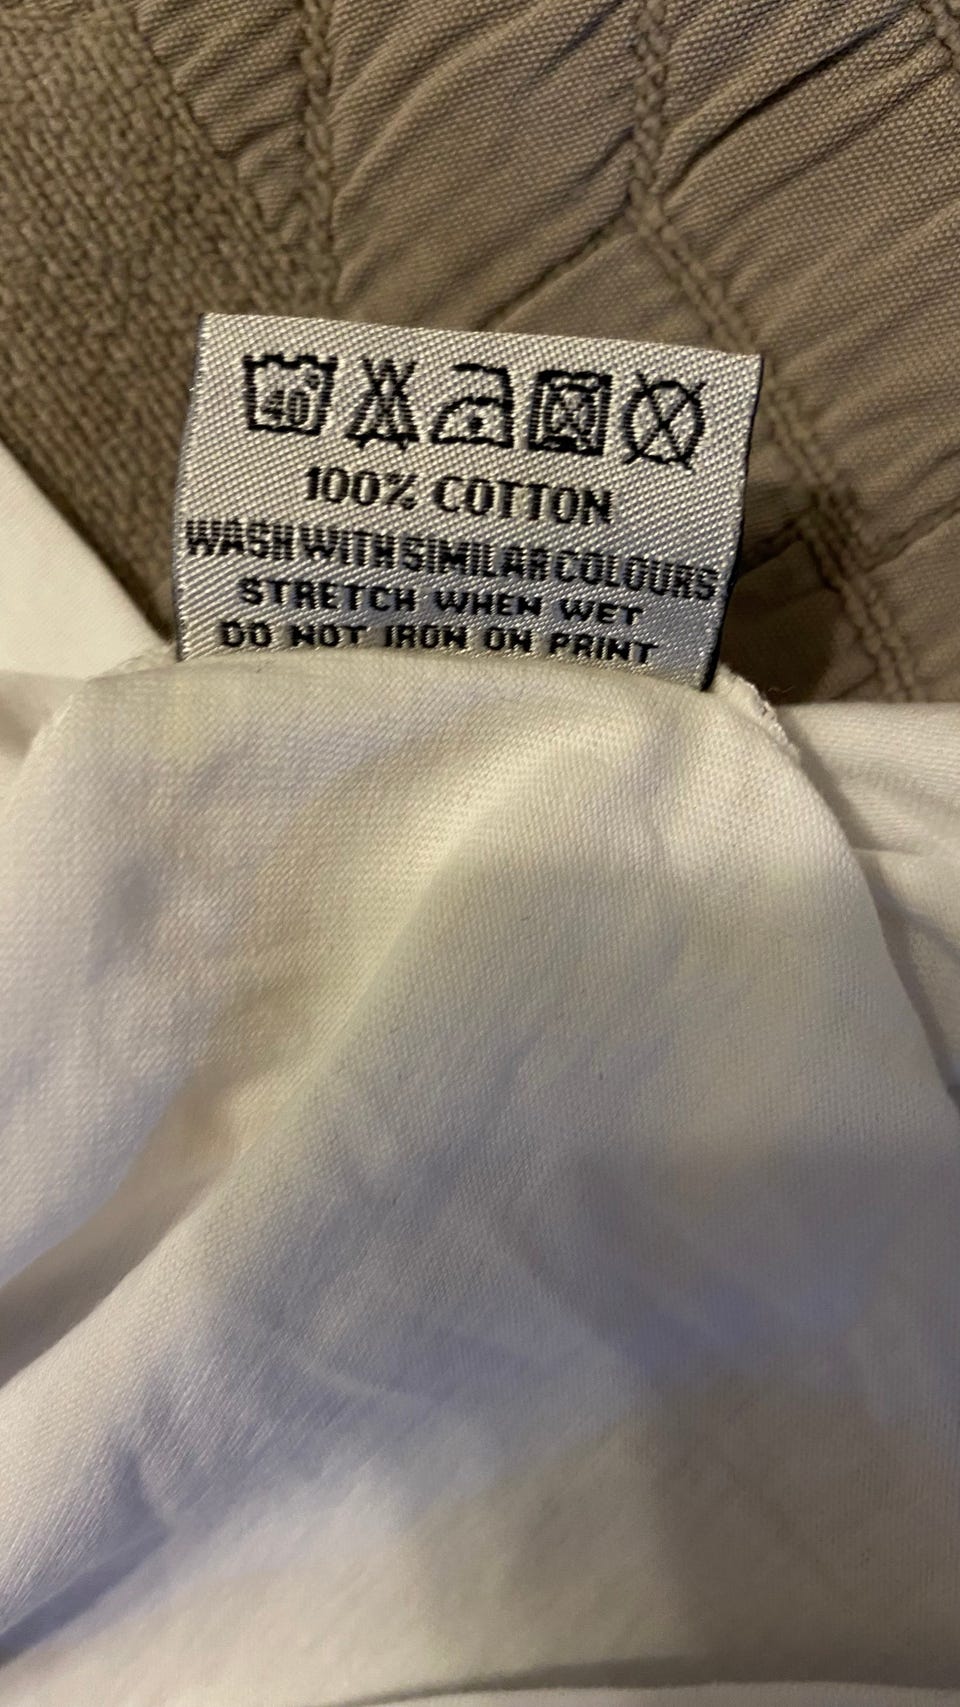 40°
100% COTTON
WASH WITH SIMILAR COLOURS
STRETCH WHEN WET
DO NOT IRON ON PRINT